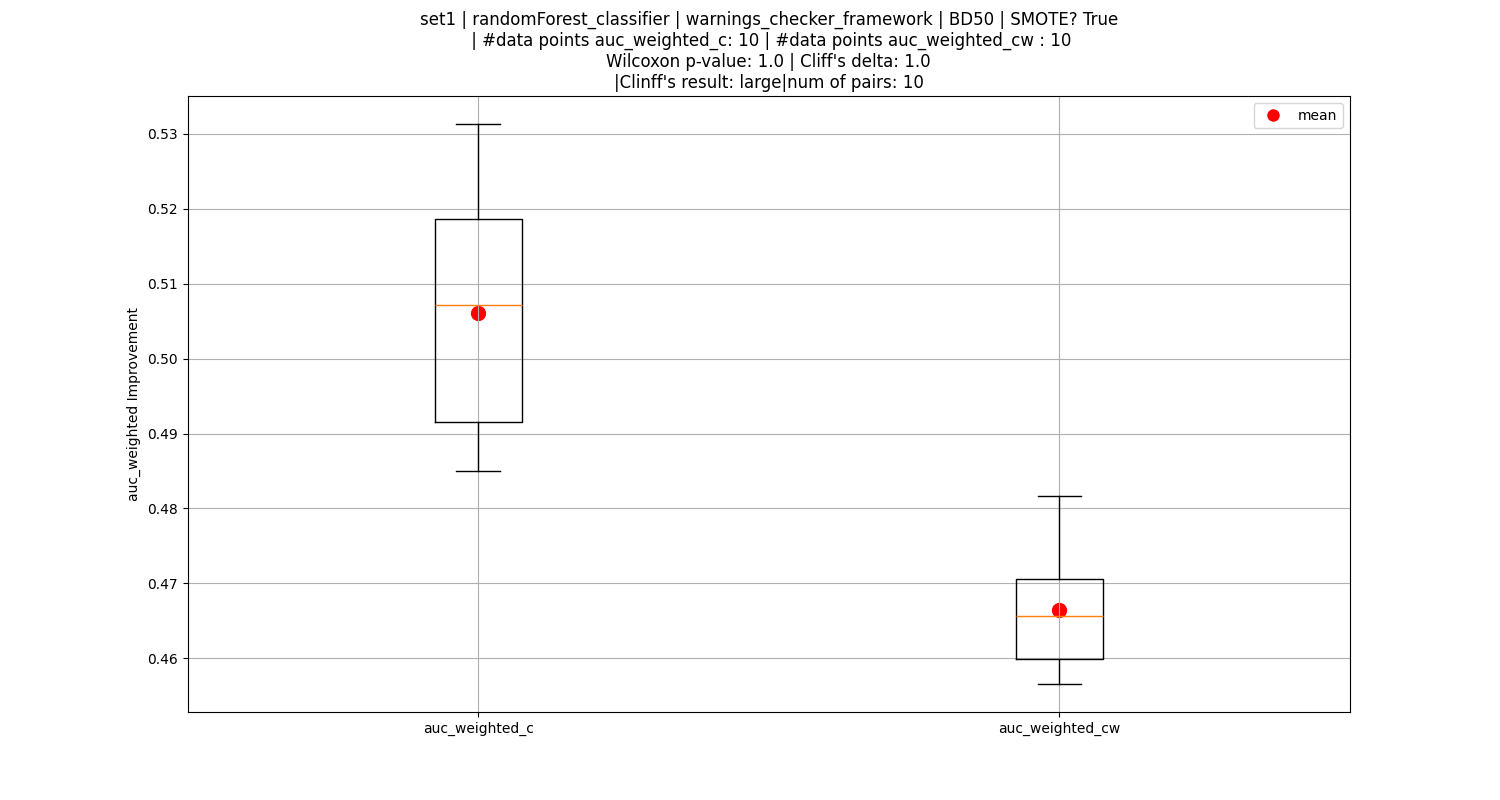 set1 | randomForest_classifier | warnings_checker_framework | BD50 | SMOTE? True
| #data points auc_weighted_c: 10 | #data points auc_weighted_cw : 10
Wilcoxon p-value: 1.0 | Cliff's delta: 1.0
|Clinff's result: large|num of pairs: 10
mean
0.53
0.52
0.51
0.50
0.49
0.48
0.47
0.46
auc_weighted Improvement
auc_weighted_c
auc_weighted_cw